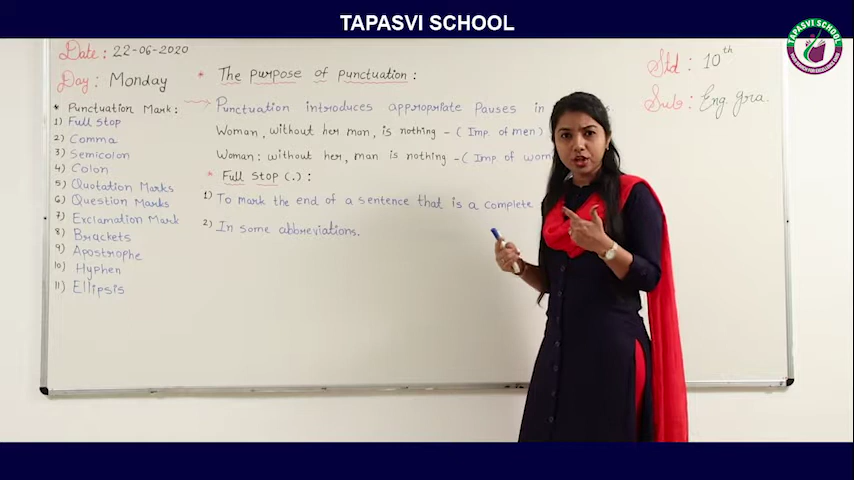 TAPASVI SCHOOL
TAPASVI SCHOOL
Date: 22-06-2020
Day: Monday
Std: 10th
Sub: Eng. gra.
* The purpose of punctuation:
* Punctuation Mark:
1) Full stop
2) Comma
3) Semicolon
4) Colon
5) Quotation Marks
6) Question Marks
7) Exclamation Mark
8) Brackets
9) Apostrophe
10) Hyphen
11) Ellipsis
Punctuation introduces appropriate Pauses in
Woman, without her man, is nothing - (Imp. of men)
Woman: without her, man is nothing - (Imp. of wom
* Full stop (.) :
1) To mark the end of a sentence that is a complete
2) In some abbreviations.